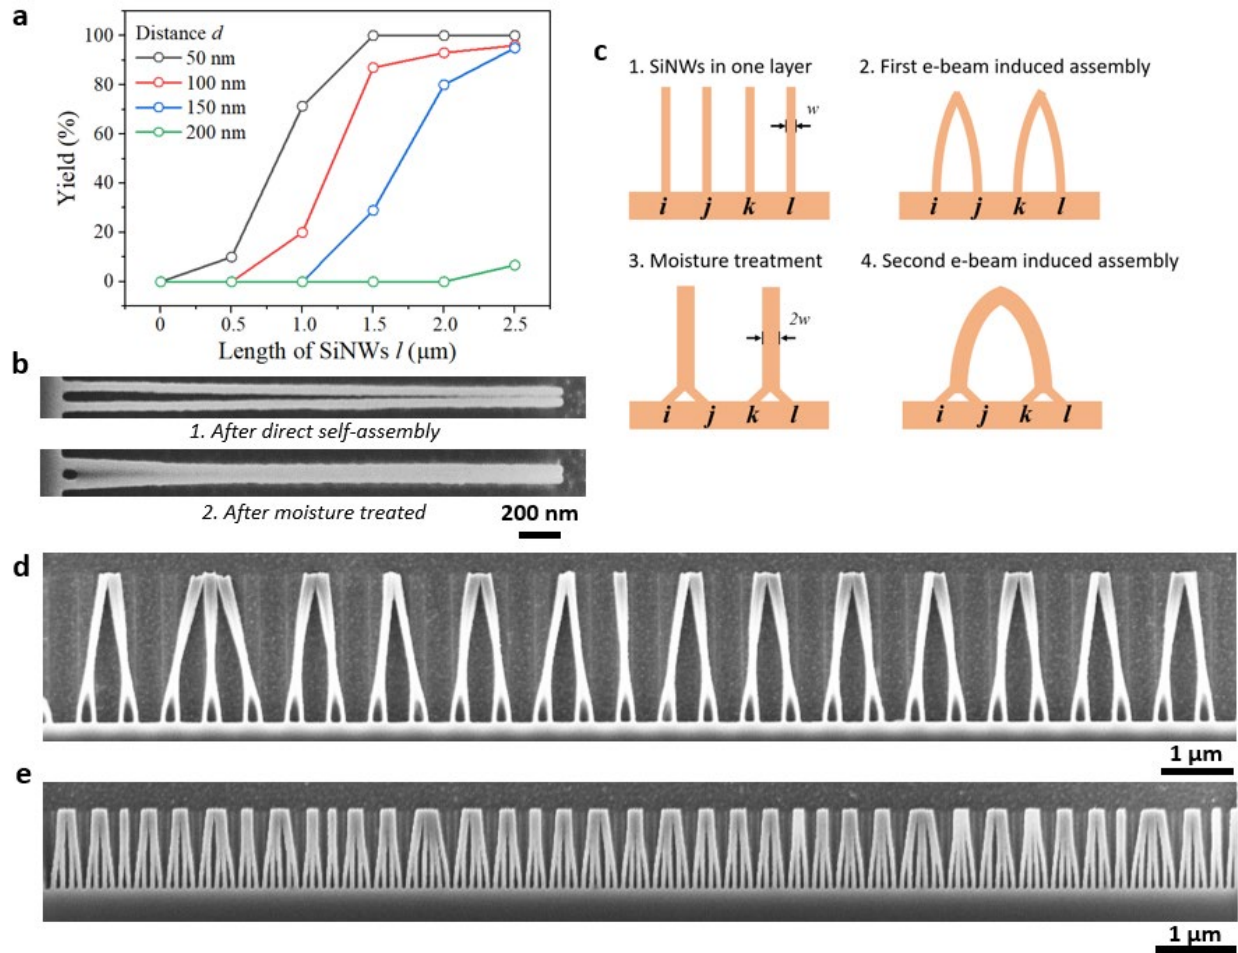 a
Yield (%)
100
80
60
40
20
0
Distance d
50 nm
100 nm
150 nm
200 nm
0 0.5 1.0 1.5 2.0 2.5
Length of SiNWs l (μm)
b
1. After direct self-assembly
2. After moisture treated
200 nm
c
1. SiNWs in one layer
w
i j k l
2. First e-beam induced assembly
i j k l
3. Moisture treatment
2w
i j k l
4. Second e-beam induced assembly
i j k l
d
1 μm
e
1 μm